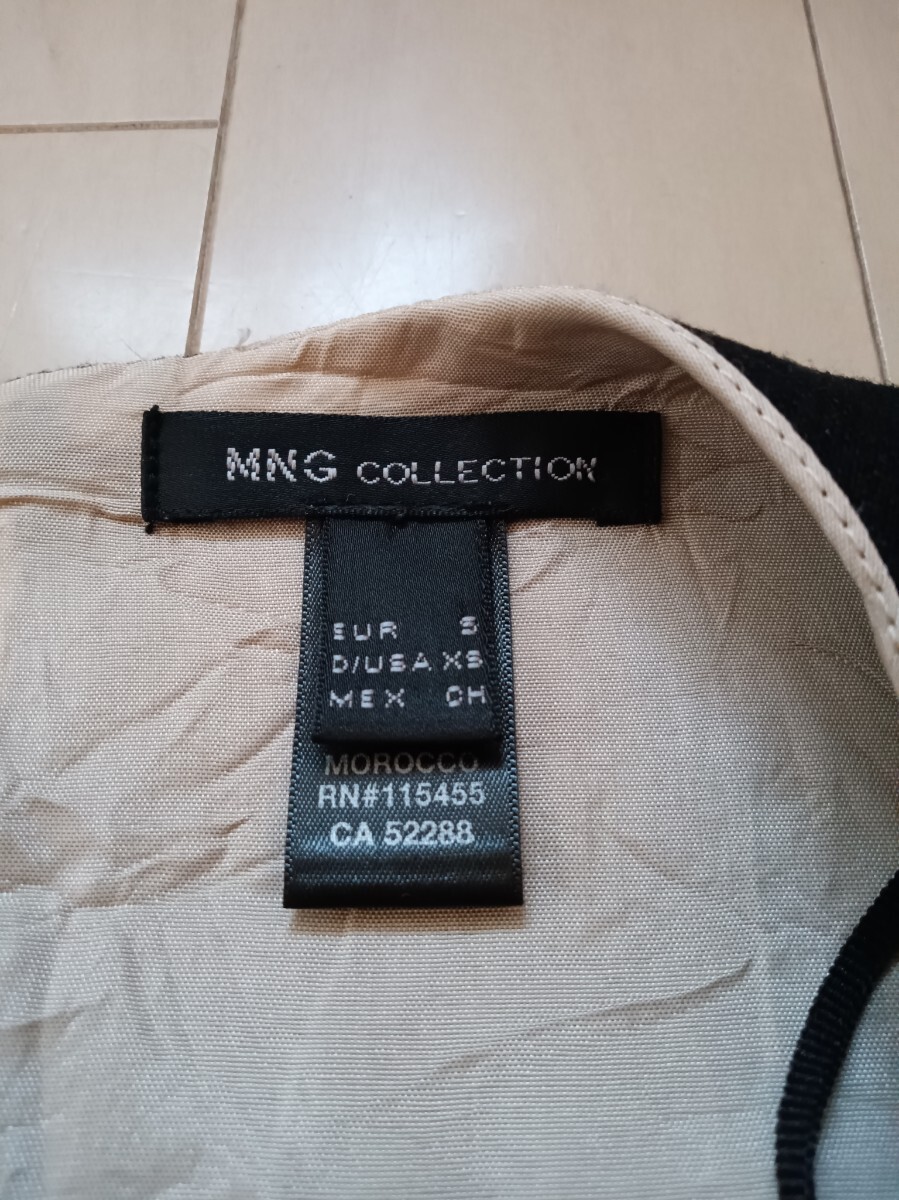 MNG COLLECTION
EUR S
D/USA XS
MEX CH
MOROCCO
RN#115455
CA 52288